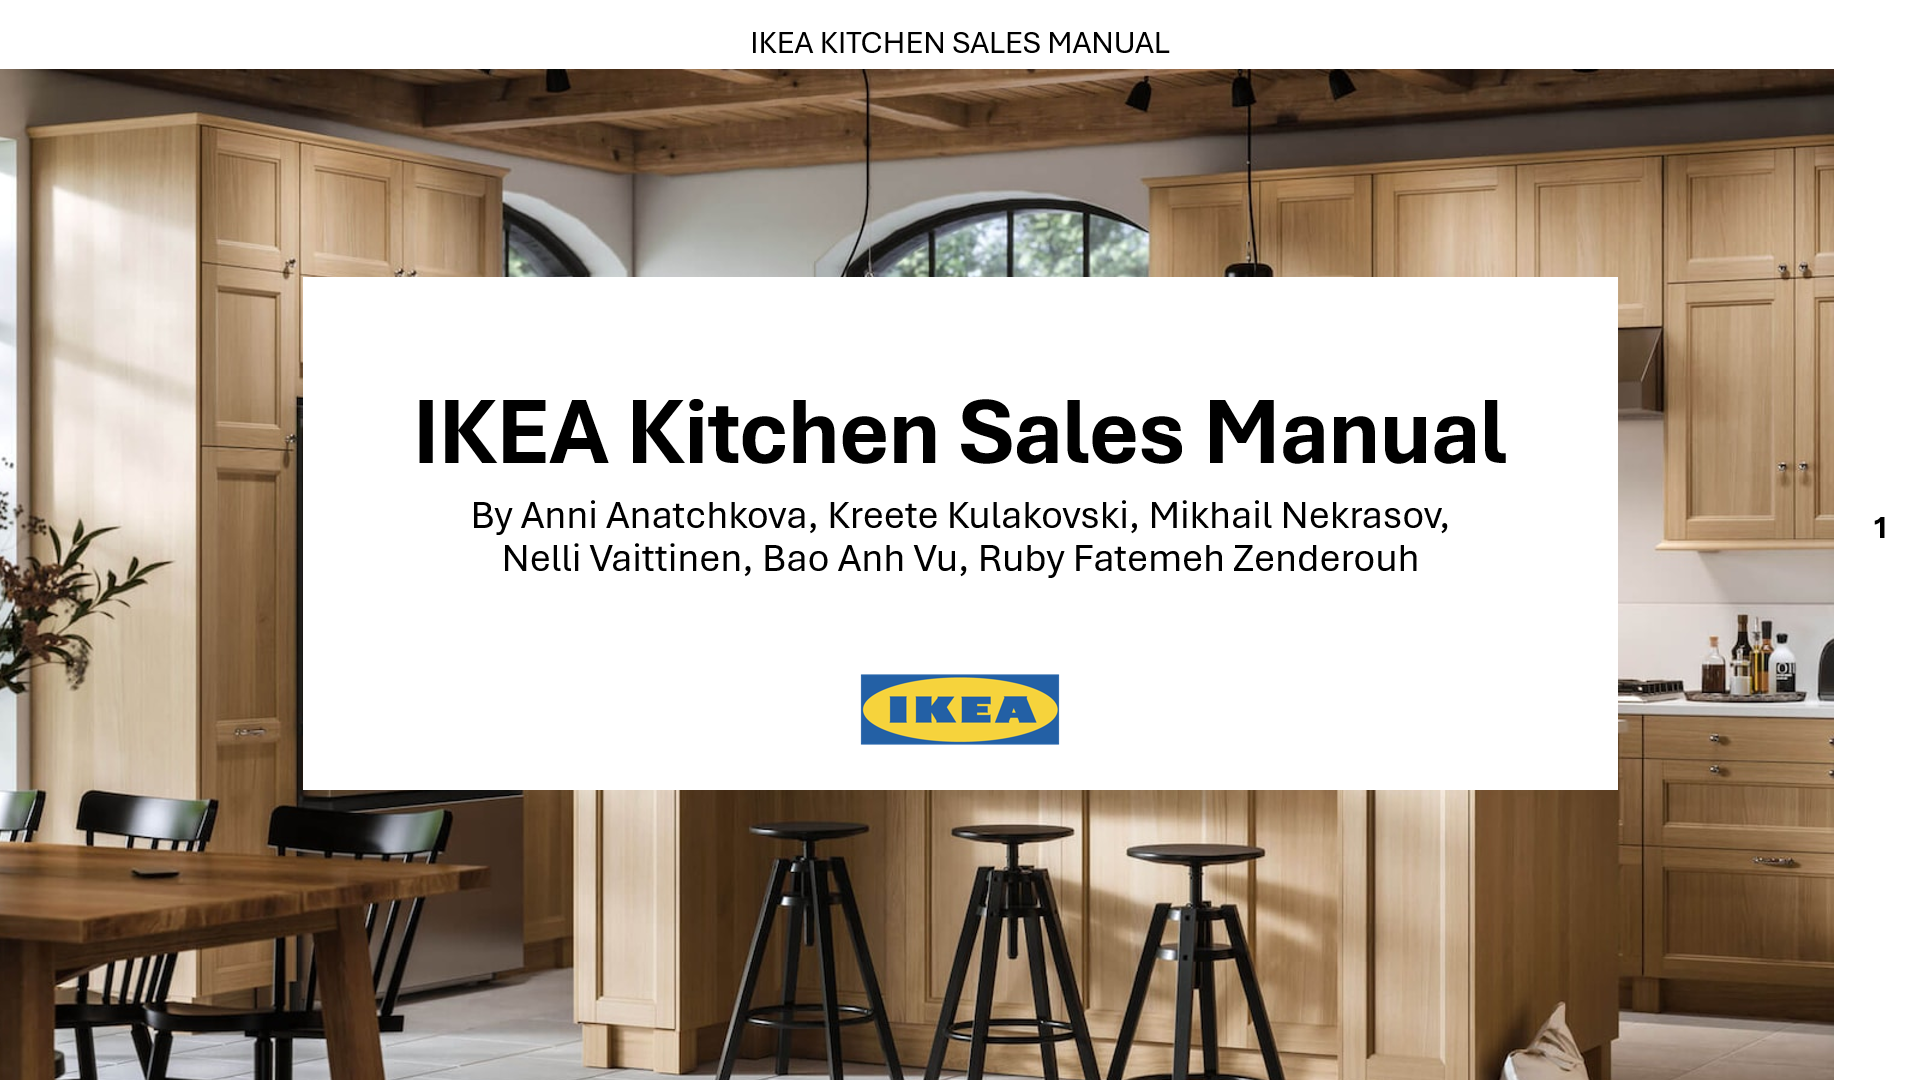 IKEA KITCHEN SALES MANUAL
IKEA Kitchen Sales Manual
By Anni Anatchkova, Kreete Kulakovski, Mikhail Nekrasov,
Nelli Vaittinen, Bao Anh Vu, Ruby Fatemeh Zenderouh
1
IKEA